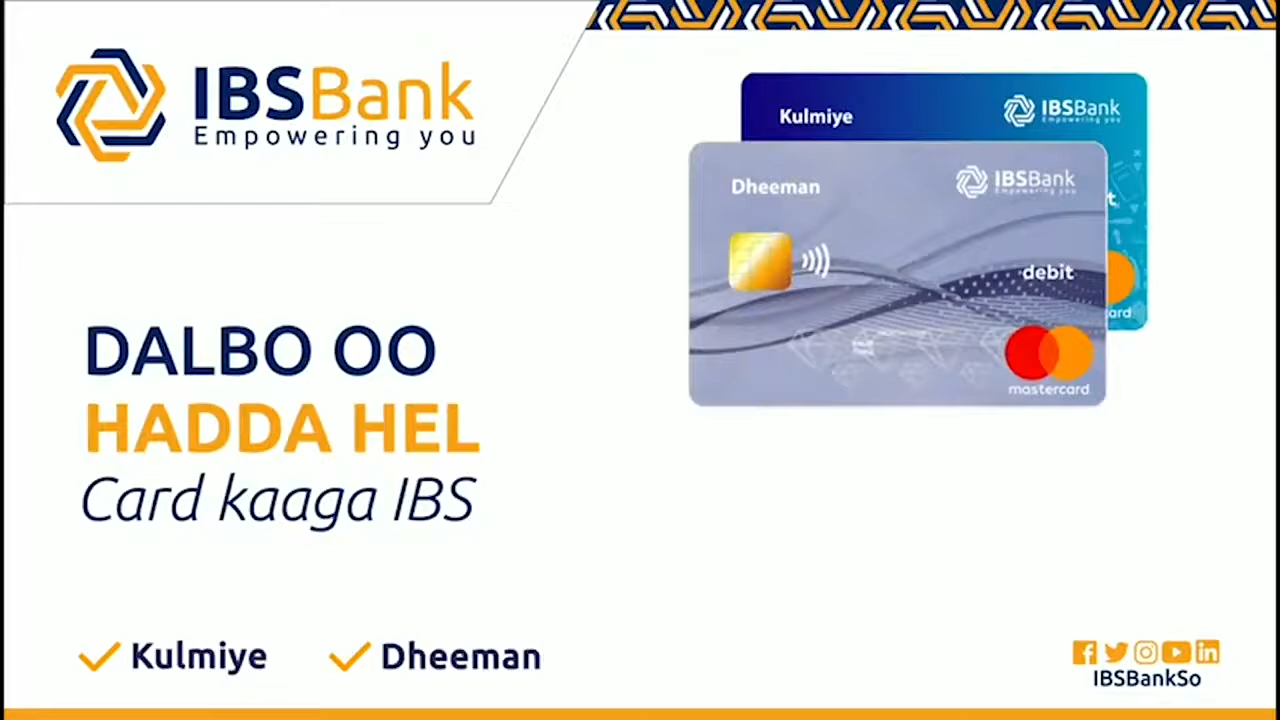 IBSBank
Empowering you
Kulmiye
IBSBank
Empowering you
Dheeman
IBSBank
Empowering you
debit
mastercard
t
ard
DALBO OO
HADDA HEL
Card kaaga IBS
Kulmiye
Dheeman
IBSBankSo